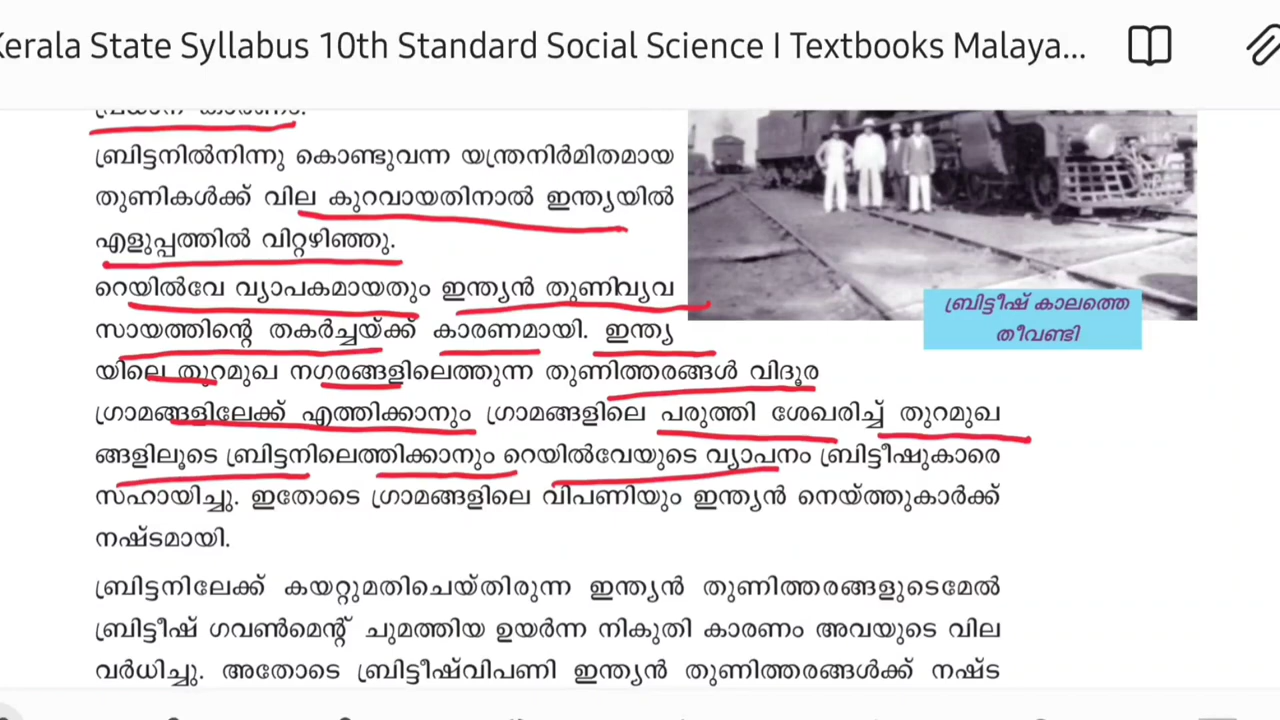 Kerala State Syllabus 10th Standard Social Science I Textbooks Malaya...
പ്രധാന കാരണം.
ബ്രിട്ടനിൽനിന്നു കൊണ്ടുവന്ന യന്ത്രനിർമിതമായ
തുണികൾക്ക് വില കുറവായതിനാൽ ഇന്ത്യയിൽ
എളുപ്പത്തിൽ വിറ്റഴിഞ്ഞു.
റെയിൽവേ വ്യാപകമായതും ഇന്ത്യൻ തുണിവ്യവ
സായത്തിന്റെ തകർച്ചയ്ക്ക് കാരണമായി. ഇന്ത്യ
യിലെ തുറമുഖ നഗരങ്ങളിലെത്തുന്ന തുണിത്തരങ്ങൾ വിദൂര
ഗ്രാമങ്ങളിലേക്ക് എത്തിക്കാനും ഗ്രാമങ്ങളിലെ പരുത്തി ശേഖരിച്ച് തുറമുഖ
ങ്ങളിലൂടെ ബ്രിട്ടനിലെത്തിക്കാനും റെയിൽവേയുടെ വ്യാപനം ബ്രിട്ടീഷുകാരെ
സഹായിച്ചു. ഇതോടെ ഗ്രാമങ്ങളിലെ വിപണിയും ഇന്ത്യൻ നെയ്ത്തുകാർക്ക്
നഷ്ടമായി.
ബ്രിട്ടീഷ് കാലത്തെ
തീവണ്ടി
ബ്രിട്ടനിലേക്ക് കയറ്റുമതിചെയ്തിരുന്ന ഇന്ത്യൻ തുണിത്തരങ്ങളുടെമേൽ
ബ്രിട്ടീഷ് ഗവൺമെന്റ് ചുമത്തിയ ഉയർന്ന നികുതി കാരണം അവയുടെ വില
വർധിച്ചു. അതോടെ ബ്രിട്ടീഷ്‌വിപണി ഇന്ത്യൻ തുണിത്തരങ്ങൾക്ക് നഷ്ട